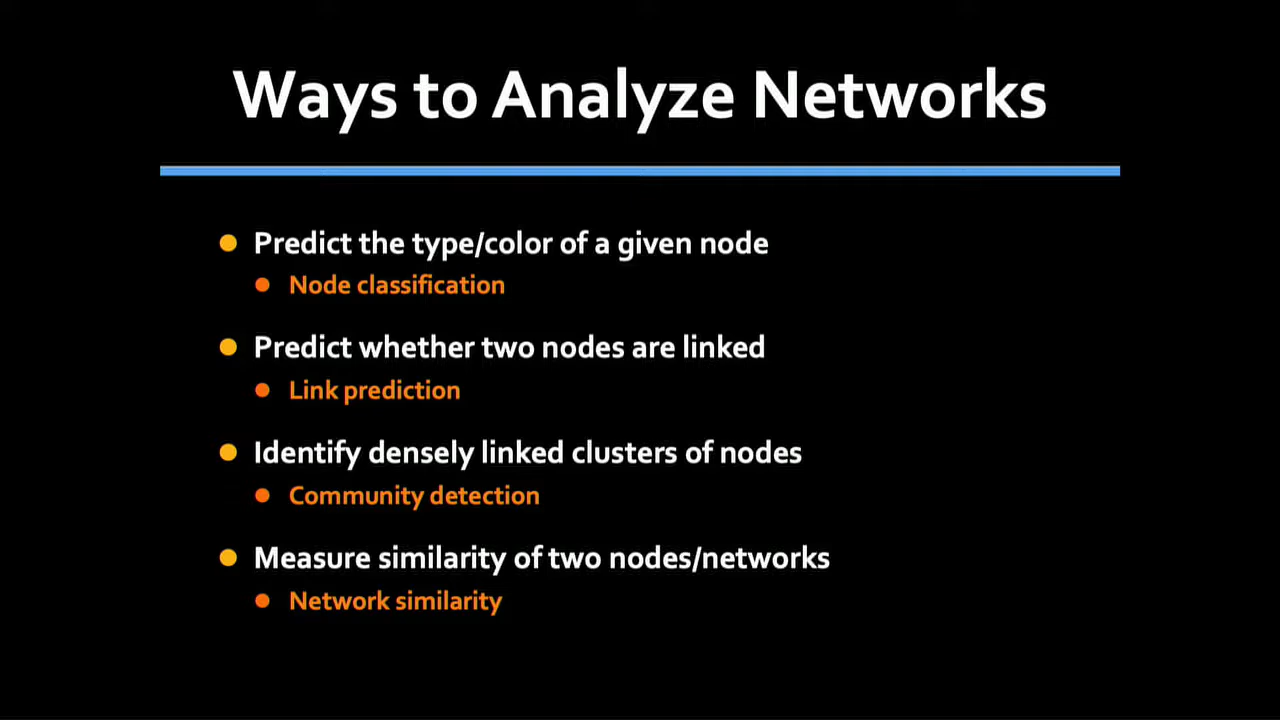 Ways to Analyze Networks
Predict the type/color of a given node
Node classification
Predict whether two nodes are linked
Link prediction
Identify densely linked clusters of nodes
Community detection
Measure similarity of two nodes/networks
Network similarity